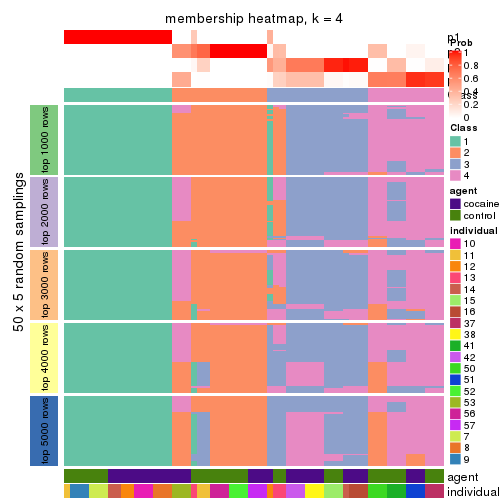 membership heatmap, k = 4
p1
Prob
1
0.8
0.6
0.4
0.2
0
Class
1
2
3
4
agent
cocaine
control
individual
10
11
12
13
14
15
16
37
38
41
42
50
51
52
53
56
57
7
8
9
50 x 5 random samplings
top 1000 rows
top 2000 rows
top 3000 rows
top 4000 rows
top 5000 rows
agent
individual